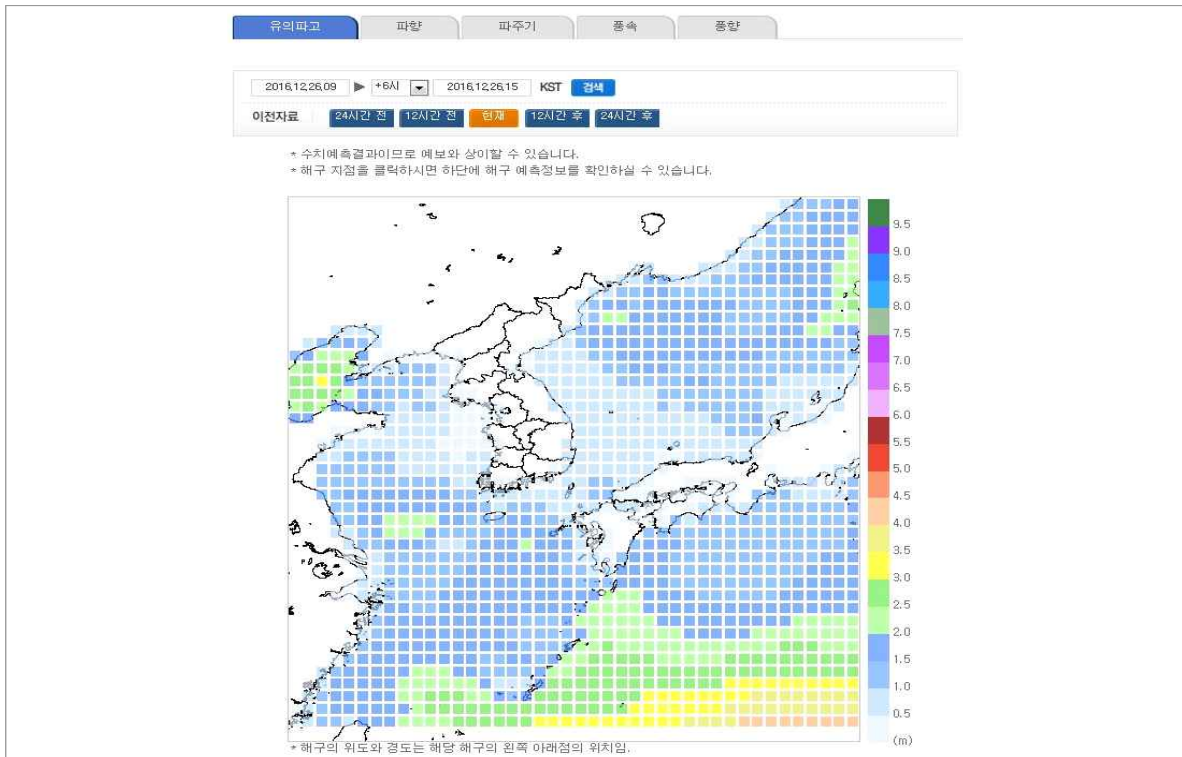 유의파고 파향 파주기 풍속 풍향
2016.12.26.09 ▶ +6시 2016.12.26.15 KST 검색
이전자료 24시간 전 12시간 전 현재 12시간 후 24시간 후
* 수치예측결과이므로 예보와 상이할 수 있습니다.
* 해구 지점을 클릭하시면 하단에 해구 예측정보를 확인하실 수 있습니다.
9.5
9.0
8.5
8.0
7.5
7.0
6.5
6.0
5.5
5.0
4.5
4.0
3.5
3.0
2.5
2.0
1.5
1.0
0.5
(m)
* 해구의 위도와 경도는 해당 해구의 왼쪽 아래점의 위치임.